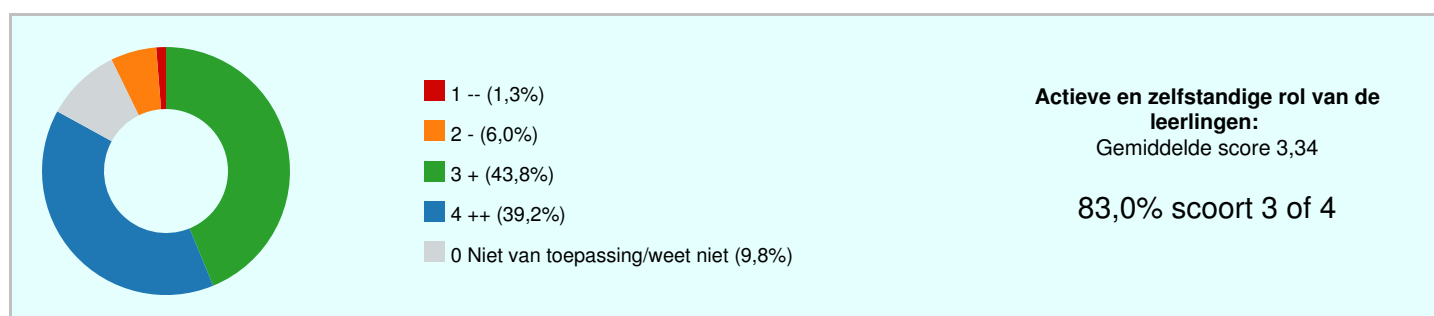 1 -- (1,3%)
2 - (6,0%)
3 + (43,8%)
4 ++ (39,2%)
0 Niet van toepassing/weet niet (9,8%)
Actieve en zelfstandige rol van de
leerlingen:
Gemiddelde score 3,34
83,0% scoort 3 of 4